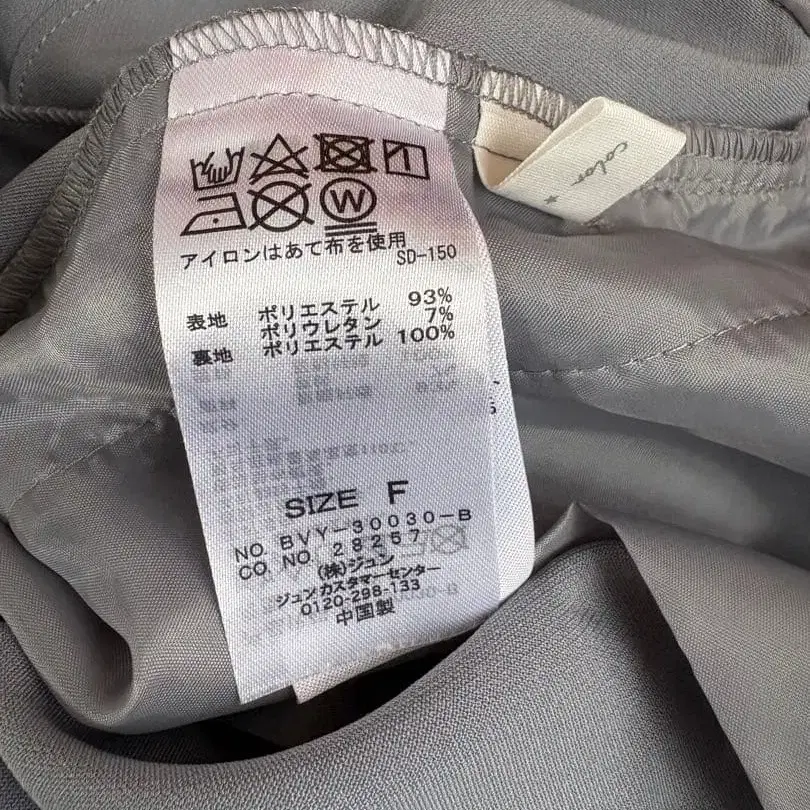 W
アイロンはあて布を使用
SD-150
表地 ポリエステル 93%
ポリウレタン 7%
裏地 ポリエステル 100%
SIZE F
NO. BVY-30030-B
CO. NO. 28257
(株)ジュン
ジュンカスタマーセンター
0120-298-133
中国製
color